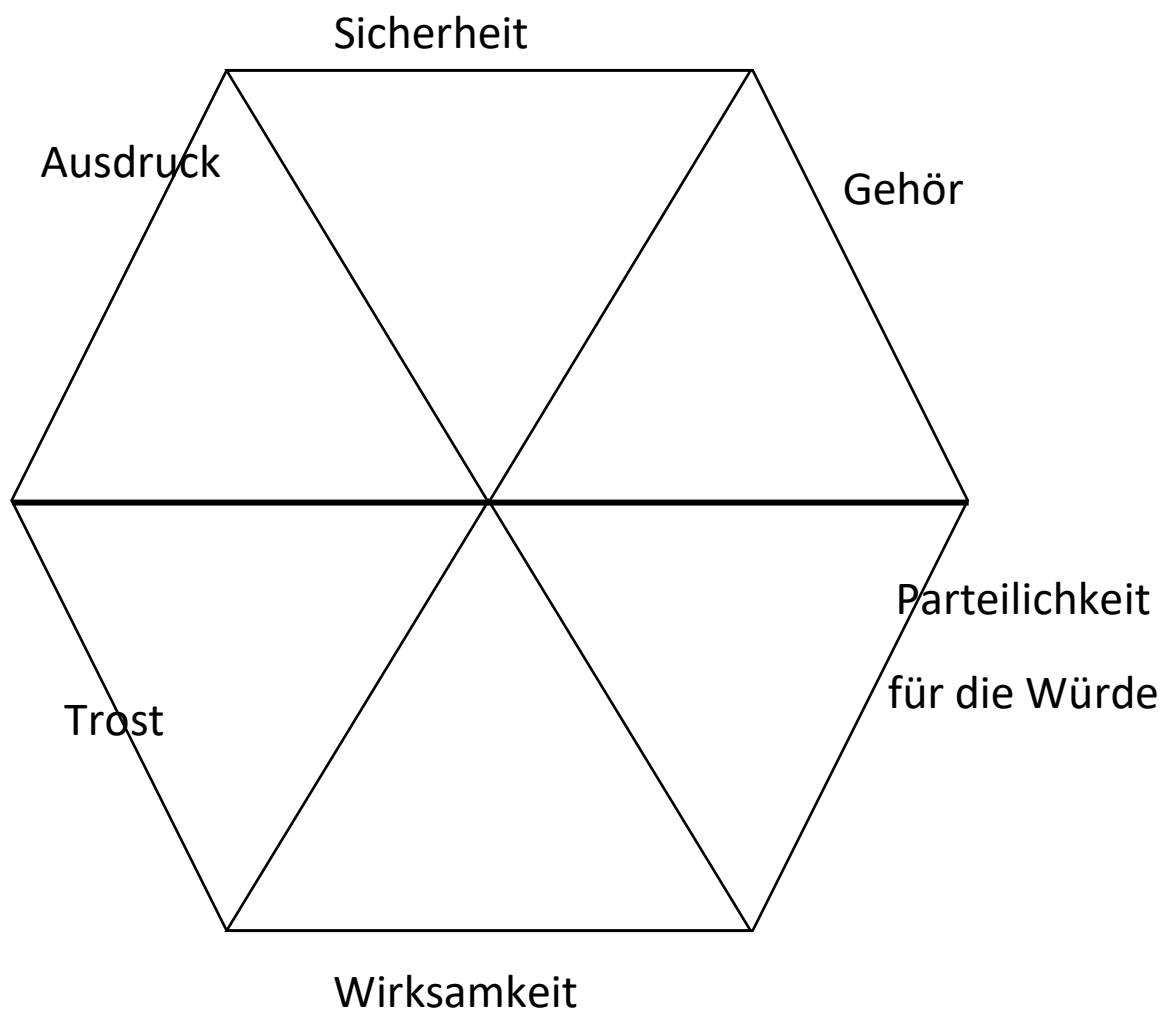 Sicherheit
Ausdruck
Gehör
Parteilichkeit
für die Würde
Trost
Wirksamkeit